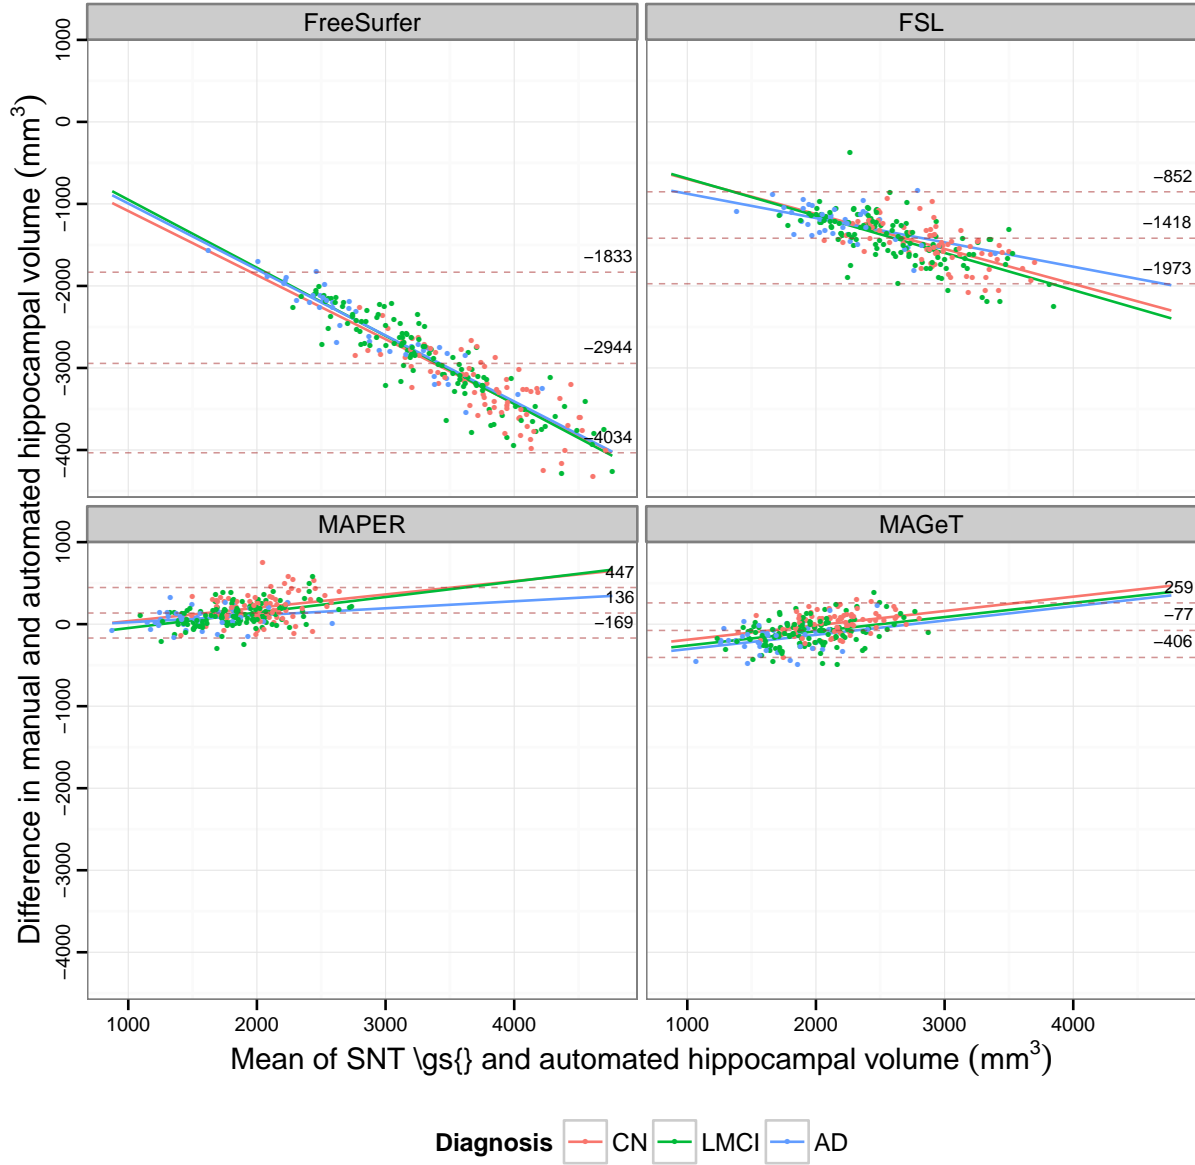 FreeSurfer
FSL
1000
0
−1000
−2000
−3000
−4000
−1833
−2944
−4034
−852
−1418
−1973
MAPER
MAGeT
1000
0
−1000
−2000
−3000
−4000
447
136
−169
259
−77
−406
1000 2000 3000 4000
1000 2000 3000 4000
Difference in manual and automated hippocampal volume (mm³)
Mean of SNT \gs{} and automated hippocampal volume (mm³)
Diagnosis CN LMCI AD